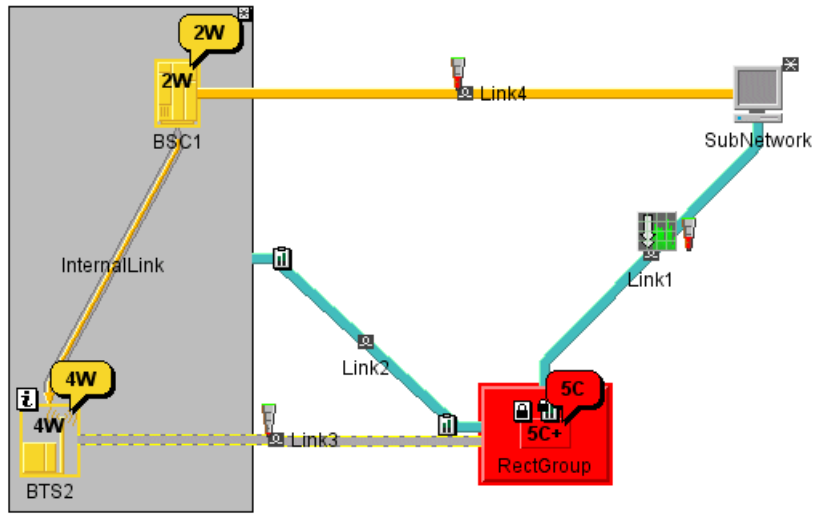 2W
2W
BSC1
Link4
SubNetwork
InternalLink
Link1
Link2
4W
i
4W
BTS2
Link3
5C
5C+
RectGroup